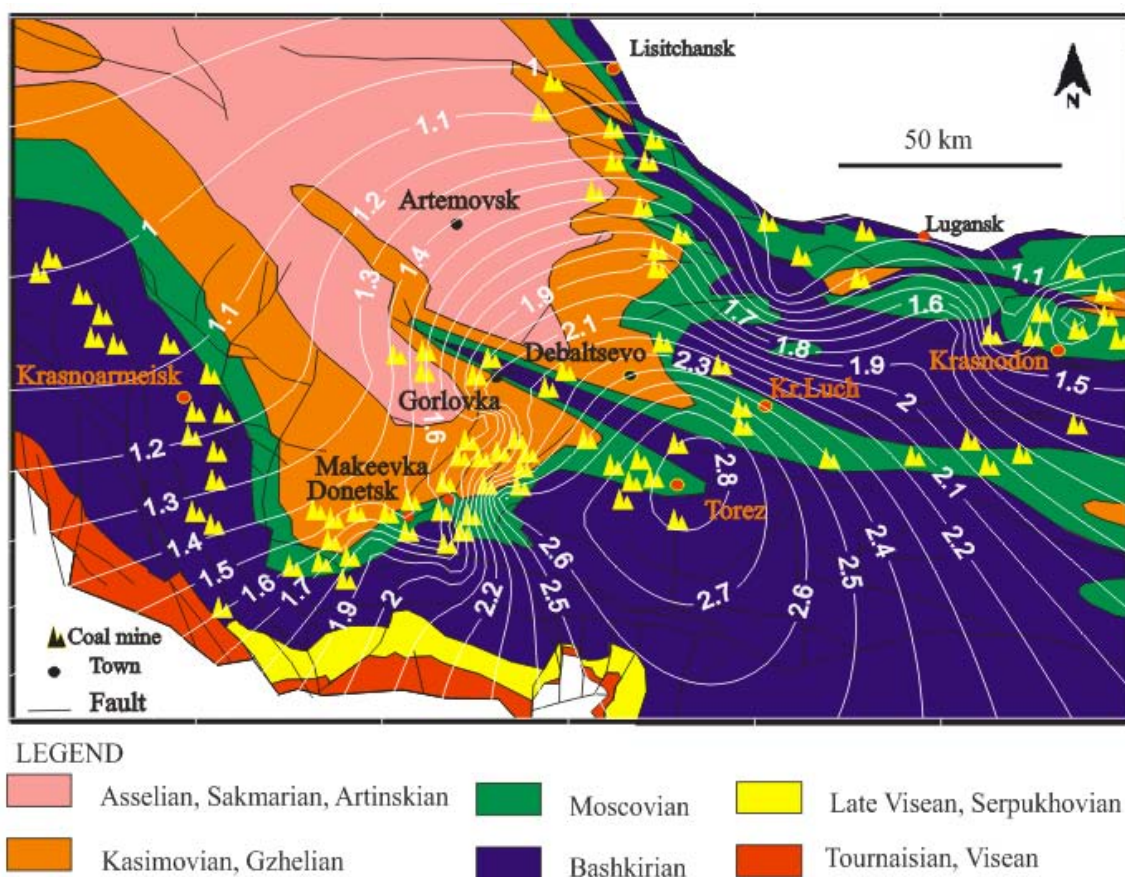 Lisitchansk
N
50 km
1
1.1
1.2
Artemovsk
Lugansk
1
1.3
1.4
1.1
1.9
1.6
1.7
2.1
1.1
Debaltsevo
1.8
2.3
1.9
Krasnodon
Krasnoarmeisk
Kr.Luch
1.5
Gorlovka
2
1.6
1.2
Makeevka
2.8
Donetsk
2.1
Torez
1.3
1.4
2.6
2.4
2.2
1.5
1.6
2.5
1.7
2.2
2.5
2.7
2.6
1.9
2
Coal mine
Town
Fault
LEGEND
Asselian, Sakmarian, Artinskian
Moscovian
Late Visean, Serpukhovian
Kasimovian, Gzhelian
Bashkirian
Tournaisian, Visean